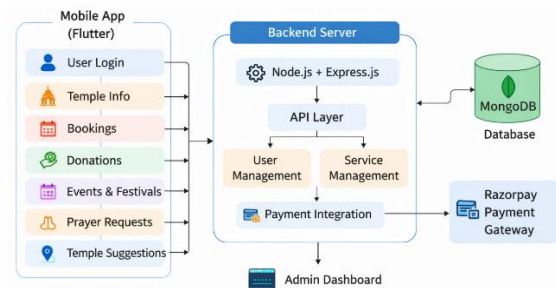 Mobile App
(Flutter)
User Login
Temple Info
Bookings
Donations
Events & Festivals
Prayer Requests
Temple Suggestions
Backend Server
Node.js + Express.js
API Layer
User
Management
Service
Management
Payment Integration
Admin Dashboard
MongoDB
Database
Razorpay
Payment
Gateway